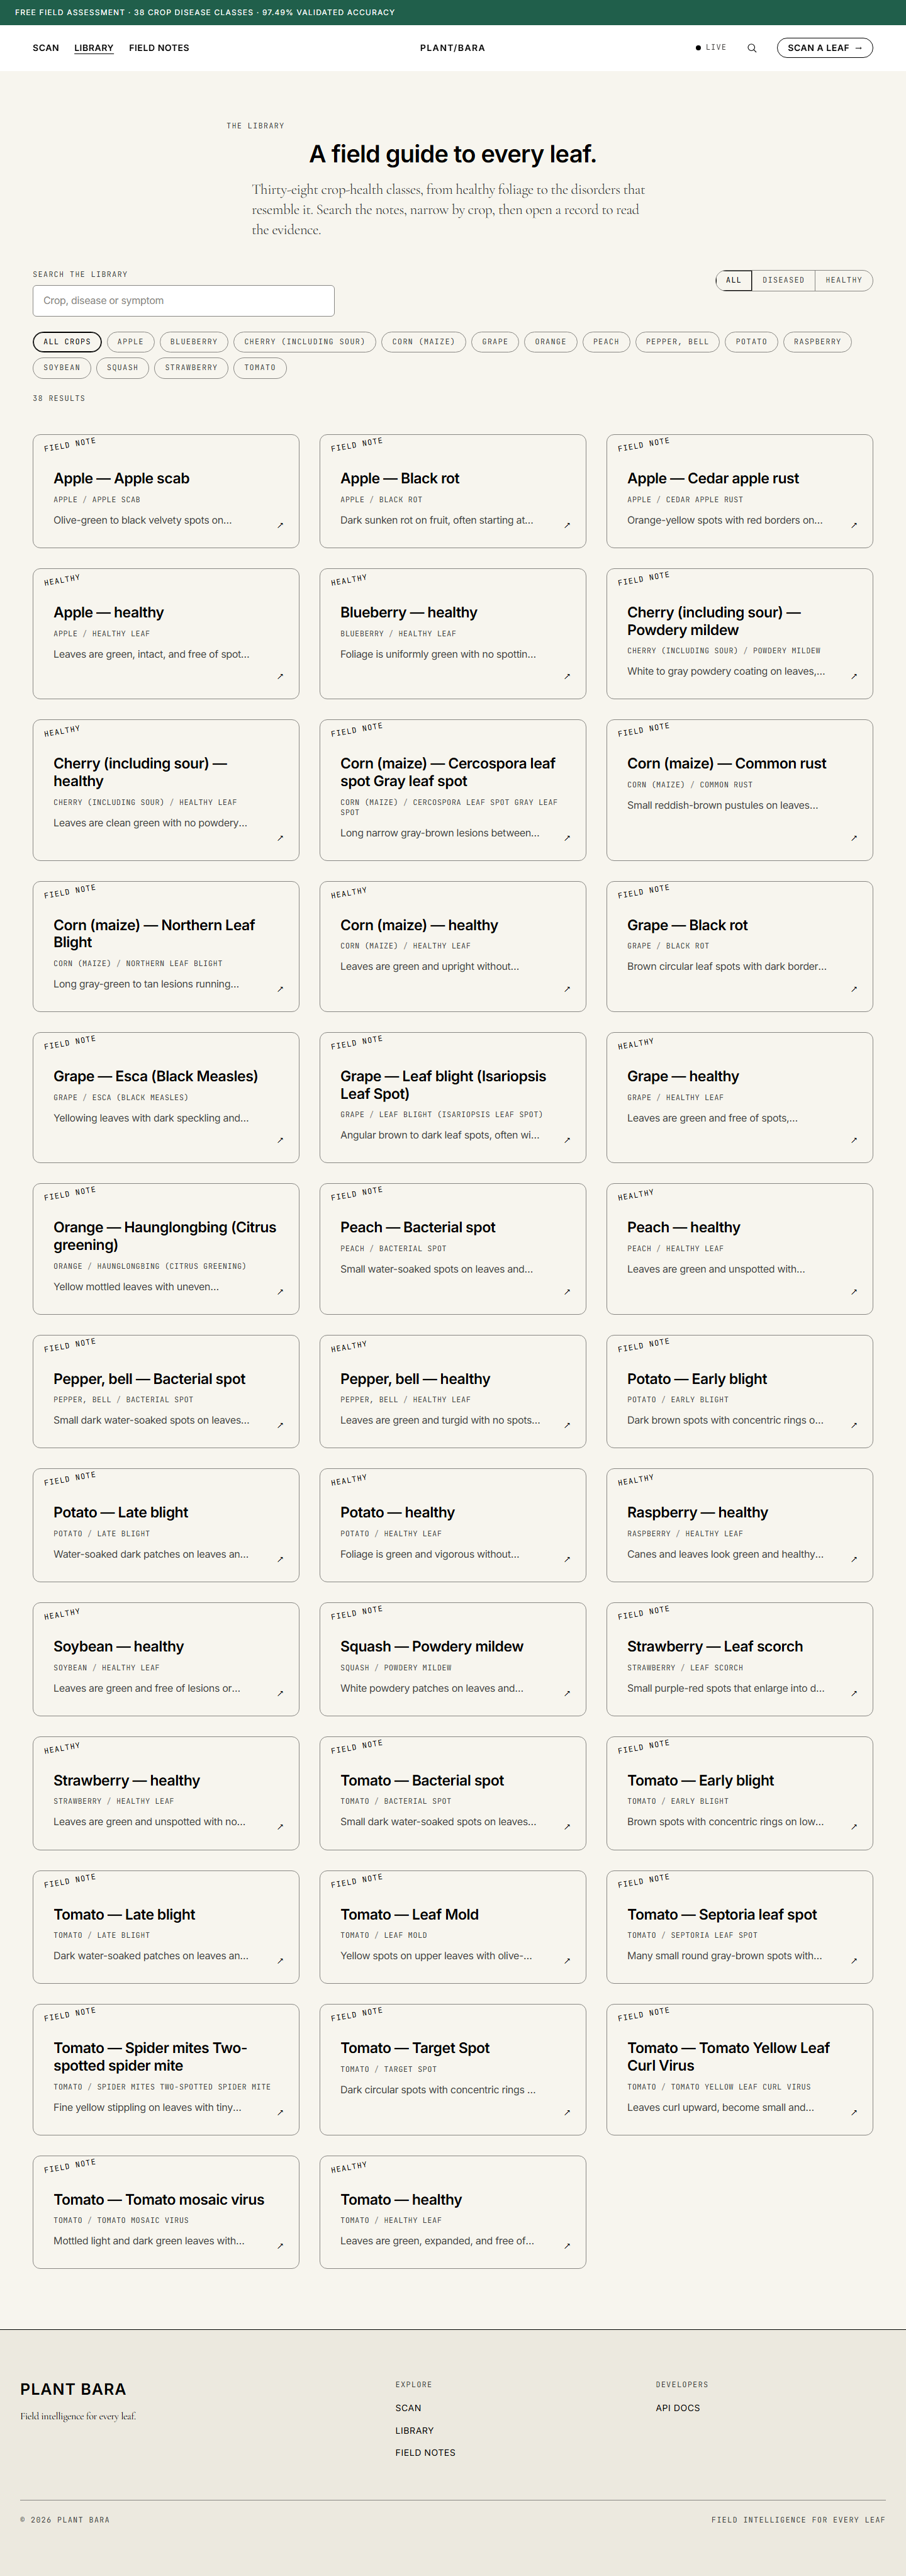 FREE FIELD ASSESSMENT · 38 CROP DISEASE CLASSES · 97.49% VALIDATED ACCURACY
SCAN LIBRARY FIELD NOTES PLANT/BARA LIVE SCAN A LEAF →
THE LIBRARY
A field guide to every leaf.
Thirty-eight crop-health classes, from healthy foliage to the disorders that
resemble it. Search the notes, narrow by crop, then open a record to read
the evidence.
SEARCH THE LIBRARY
Crop, disease or symptom
ALL DISEASED HEALTHY
ALL CROPS APPLE BLUEBERRY CHERRY (INCLUDING SOUR) CORN (MAIZE) GRAPE ORANGE PEACH PEPPER, BELL POTATO RASPBERRY
SOYBEAN SQUASH STRAWBERRY TOMATO
38 RESULTS
FIELD NOTE
Apple — Apple scab
APPLE / APPLE SCAB
Olive-green to black velvety spots on...
↗
FIELD NOTE
Apple — Black rot
APPLE / BLACK ROT
Dark sunken rot on fruit, often starting at...
↗
FIELD NOTE
Apple — Cedar apple rust
APPLE / CEDAR APPLE RUST
Orange-yellow spots with red borders on...
↗
HEALTHY
Apple — healthy
APPLE / HEALTHY LEAF
Leaves are green, intact, and free of spot...
↗
HEALTHY
Blueberry — healthy
BLUEBERRY / HEALTHY LEAF
Foliage is uniformly green with no spottin...
↗
FIELD NOTE
Cherry (including sour) —
Powdery mildew
CHERRY (INCLUDING SOUR) / POWDERY MILDEW
White to gray powdery coating on leaves,...
↗
HEALTHY
Cherry (including sour) —
healthy
CHERRY (INCLUDING SOUR) / HEALTHY LEAF
Leaves are clean green with no powdery...
↗
FIELD NOTE
Corn (maize) — Cercospora leaf
spot Gray leaf spot
CORN (MAIZE) / CERCOSPORA LEAF SPOT GRAY LEAF
SPOT
Long narrow gray-brown lesions between...
↗
FIELD NOTE
Corn (maize) — Common rust
CORN (MAIZE) / COMMON RUST
Small reddish-brown pustules on leaves...
↗
FIELD NOTE
Corn (maize) — Northern Leaf
Blight
CORN (MAIZE) / NORTHERN LEAF BLIGHT
Long gray-green to tan lesions running...
↗
HEALTHY
Corn (maize) — healthy
CORN (MAIZE) / HEALTHY LEAF
Leaves are green and upright without...
↗
FIELD NOTE
Grape — Black rot
GRAPE / BLACK ROT
Brown circular leaf spots with dark border...
↗
FIELD NOTE
Grape — Esca (Black Measles)
GRAPE / ESCA (BLACK MEASLES)
Yellowing leaves with dark speckling and...
↗
FIELD NOTE
Grape — Leaf blight (Isariopsis
Leaf Spot)
GRAPE / LEAF BLIGHT (ISARIOPSIS LEAF SPOT)
Angular brown to dark leaf spots, often wi...
↗
HEALTHY
Grape — healthy
GRAPE / HEALTHY LEAF
Leaves are green and free of spots,...
↗
FIELD NOTE
Orange — Haunglongbing (Citrus
greening)
ORANGE / HAUNGLONGBING (CITRUS GREENING)
Yellow mottled leaves with uneven...
↗
FIELD NOTE
Peach — Bacterial spot
PEACH / BACTERIAL SPOT
Small water-soaked spots on leaves and...
↗
HEALTHY
Peach — healthy
PEACH / HEALTHY LEAF
Leaves are green and unspotted with...
↗
FIELD NOTE
Pepper, bell — Bacterial spot
PEPPER, BELL / BACTERIAL SPOT
Small dark water-soaked spots on leaves...
↗
HEALTHY
Pepper, bell — healthy
PEPPER, BELL / HEALTHY LEAF
Leaves are green and turgid with no spots...
↗
FIELD NOTE
Potato — Early blight
POTATO / EARLY BLIGHT
Dark brown spots with concentric rings o...
↗
FIELD NOTE
Potato — Late blight
POTATO / LATE BLIGHT
Water-soaked dark patches on leaves an...
↗
HEALTHY
Potato — healthy
POTATO / HEALTHY LEAF
Foliage is green and vigorous without...
↗
HEALTHY
Raspberry — healthy
RASPBERRY / HEALTHY LEAF
Canes and leaves look green and healthy...
↗
HEALTHY
Soybean — healthy
SOYBEAN / HEALTHY LEAF
Leaves are green and free of lesions or...
↗
FIELD NOTE
Squash — Powdery mildew
SQUASH / POWDERY MILDEW
White powdery patches on leaves and...
↗
FIELD NOTE
Strawberry — Leaf scorch
STRAWBERRY / LEAF SCORCH
Small purple-red spots that enlarge into d...
↗
HEALTHY
Strawberry — healthy
STRAWBERRY / HEALTHY LEAF
Leaves are green and unspotted with no...
↗
FIELD NOTE
Tomato — Bacterial spot
TOMATO / BACTERIAL SPOT
Small dark water-soaked spots on leaves...
↗
FIELD NOTE
Tomato — Early blight
TOMATO / EARLY BLIGHT
Brown spots with concentric rings on low...
↗
FIELD NOTE
Tomato — Late blight
TOMATO / LATE BLIGHT
Dark water-soaked patches on leaves an...
↗
FIELD NOTE
Tomato — Leaf Mold
TOMATO / LEAF MOLD
Yellow spots on upper leaves with olive-...
↗
FIELD NOTE
Tomato — Septoria leaf spot
TOMATO / SEPTORIA LEAF SPOT
Many small round gray-brown spots with...
↗
FIELD NOTE
Tomato — Spider mites Two-
spotted spider mite
TOMATO / SPIDER MITES TWO-SPOTTED SPIDER MITE
Fine yellow stippling on leaves with tiny...
↗
FIELD NOTE
Tomato — Target Spot
TOMATO / TARGET SPOT
Dark circular spots with concentric rings ...
↗
FIELD NOTE
Tomato — Tomato Yellow Leaf
Curl Virus
TOMATO / TOMATO YELLOW LEAF CURL VIRUS
Leaves curl upward, become small and...
↗
FIELD NOTE
Tomato — Tomato mosaic virus
TOMATO / TOMATO MOSAIC VIRUS
Mottled light and dark green leaves with...
↗
HEALTHY
Tomato — healthy
TOMATO / HEALTHY LEAF
Leaves are green, expanded, and free of...
↗
PLANT BARA
Field intelligence for every leaf.
EXPLORE
SCAN
LIBRARY
FIELD NOTES
DEVELOPERS
API DOCS
© 2026 PLANT BARA
FIELD INTELLIGENCE FOR EVERY LEAF